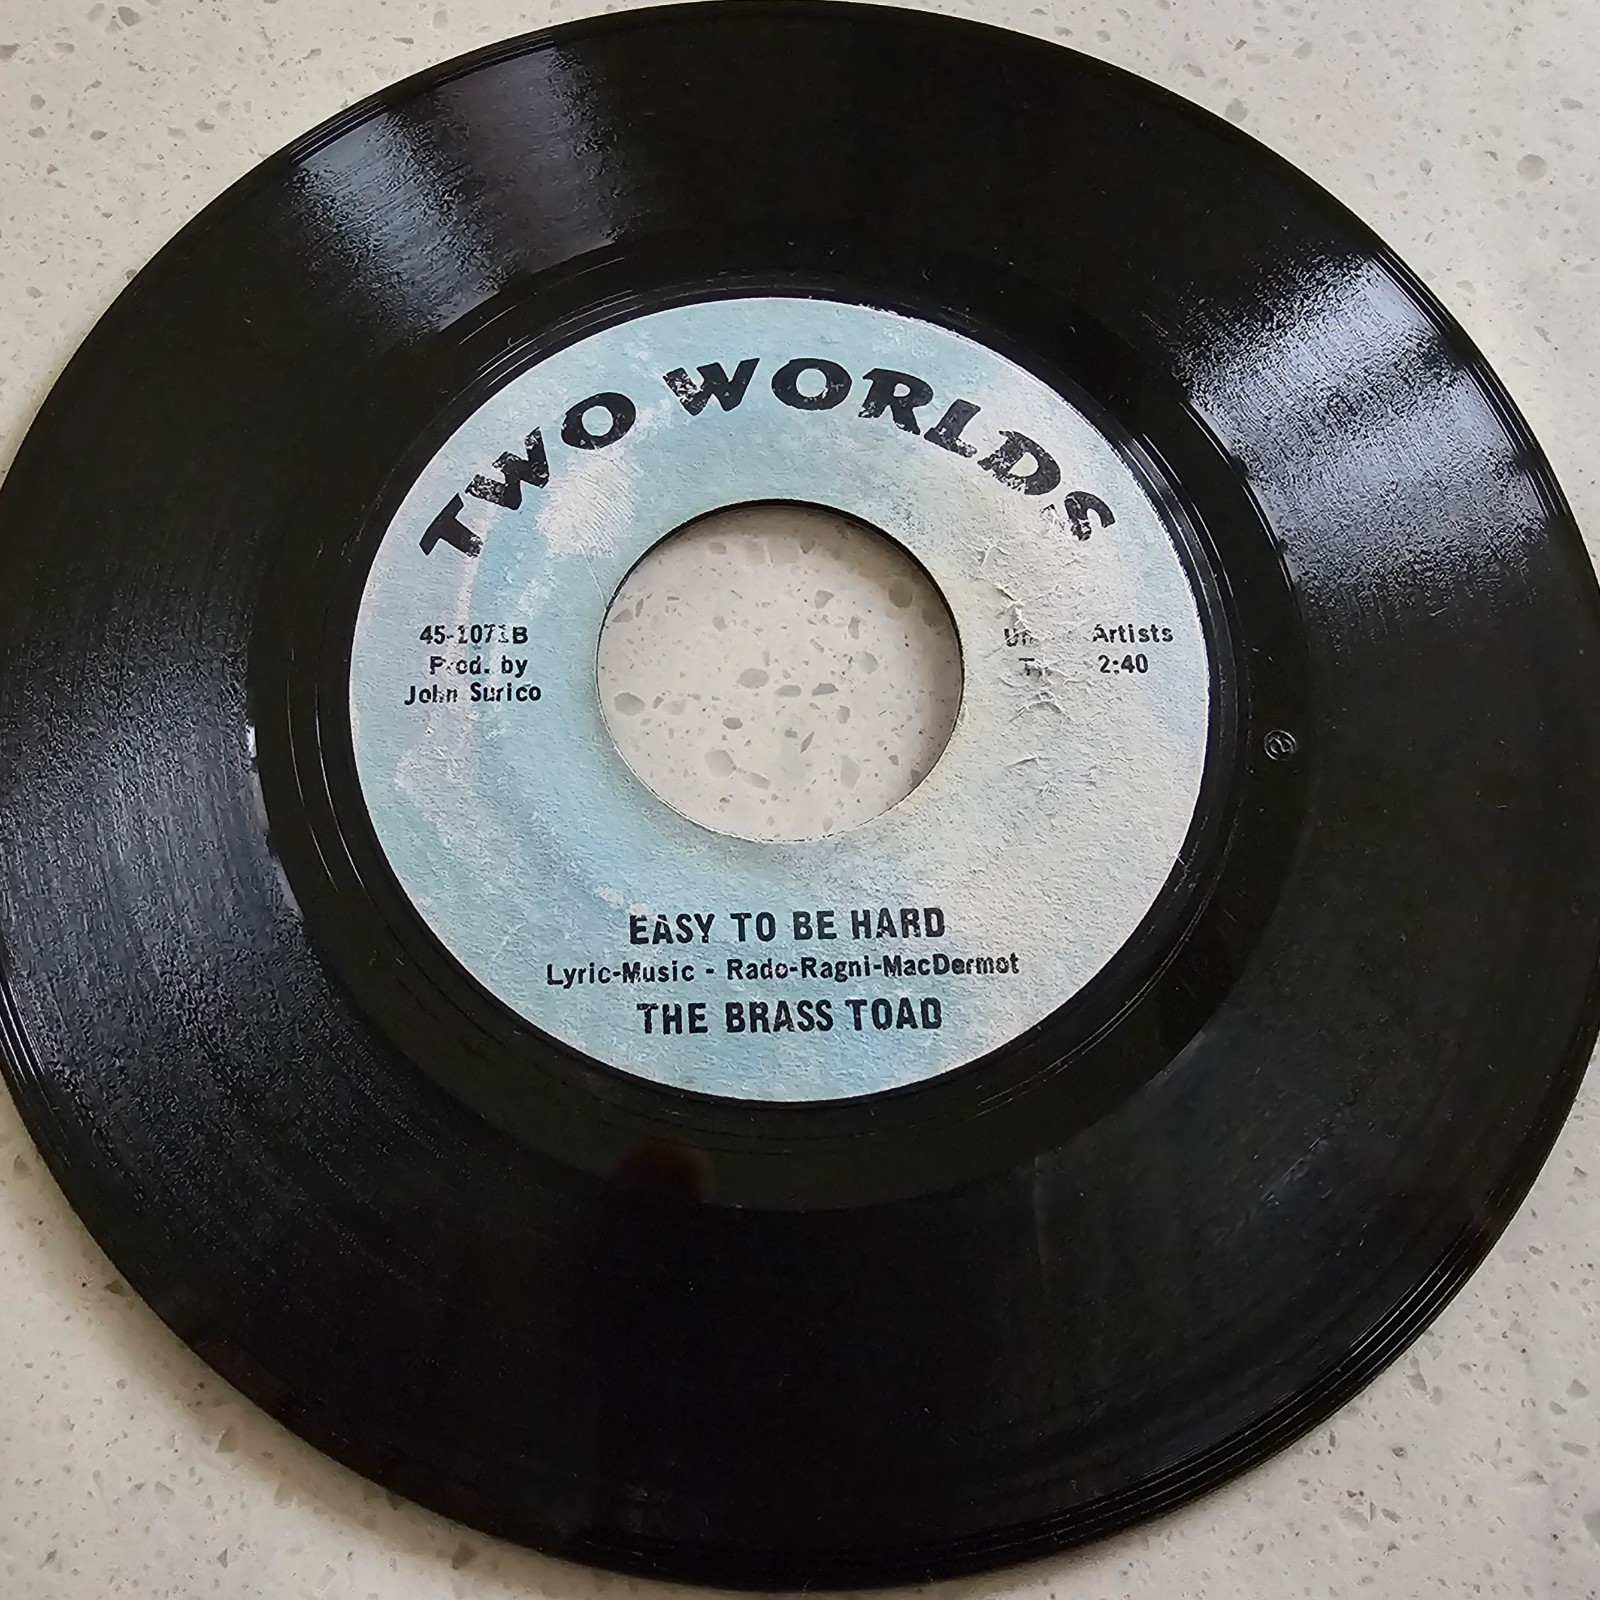 TWO WORLDS
45-1071B
Prod. by
John Surico
Artists
2:40
EASY TO BE HARD
Lyric-Music - Rado-Ragni-MacDermot
THE BRASS TOAD